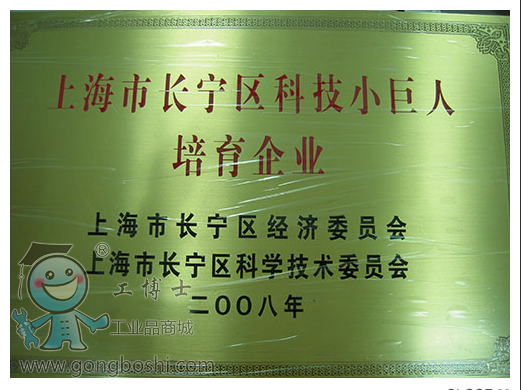 上海市长宁区科技小巨人
培育企业
上海市长宁区经济委员会
上海市长宁区科学技术委员会
二OO八年
®
工博士
工业品商城
www.gongboshi.com